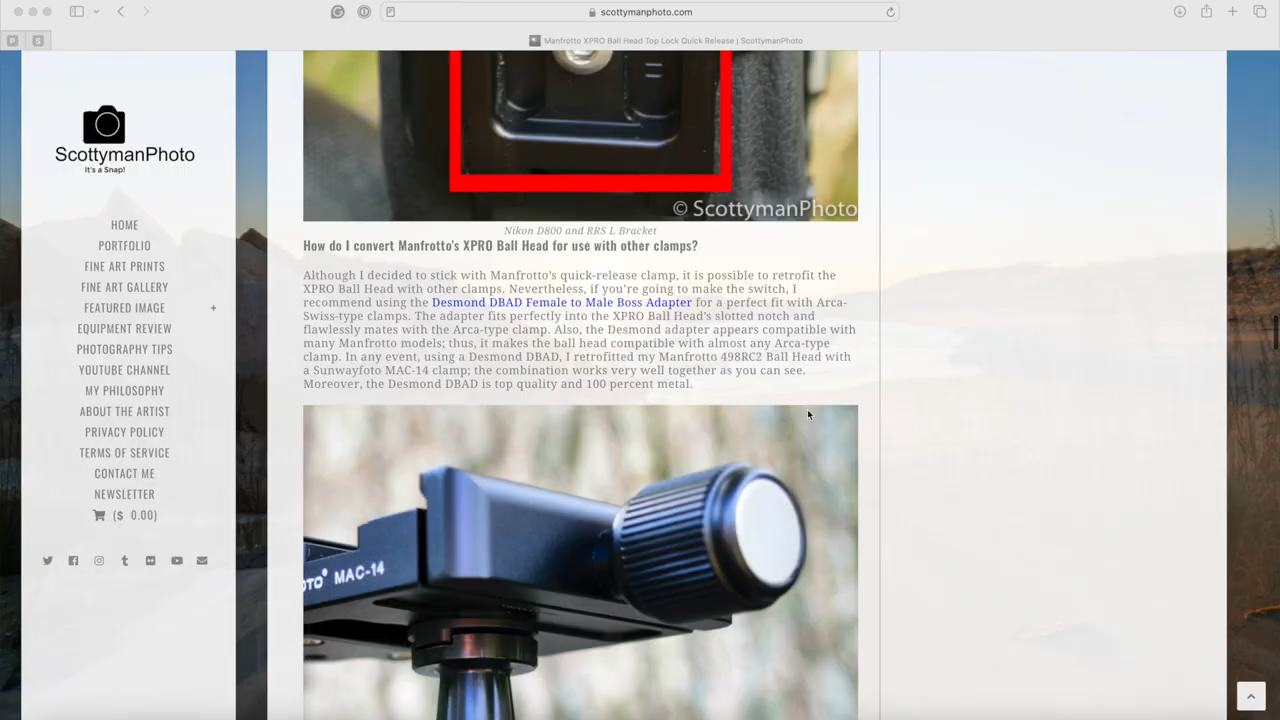 scottymanphoto.com
P
S
Manfrotto XPRO Ball Head Top Lock Quick Release | ScottymanPhoto
ScottymanPhoto
It's a Snap!
HOME
PORTFOLIO
FINE ART PRINTS
FINE ART GALLERY
FEATURED IMAGE +
EQUIPMENT REVIEW
PHOTOGRAPHY TIPS
YOUTUBE CHANNEL
MY PHILOSOPHY
ABOUT THE ARTIST
PRIVACY POLICY
TERMS OF SERVICE
CONTACT ME
NEWSLETTER
($ 0.00)
© ScottymanPhoto
Nikon D800 and RRS L Bracket
How do I convert Manfrotto's XPRO Ball Head for use with other clamps?
Although I decided to stick with Manfrotto's quick-release clamp, it is possible to retrofit the
XPRO Ball Head with other clamps. Nevertheless, if you're going to make the switch, I
recommend using the Desmond DBAD Female to Male Boss Adapter for a perfect fit with Arca-
Swiss-type clamps. The adapter fits perfectly into the XPRO Ball Head's slotted notch and
flawlessly mates with the Arca-type clamp. Also, the Desmond adapter appears compatible with
many Manfrotto models; thus, it makes the ball head compatible with almost any Arca-type
clamp. In any event, using a Desmond DBAD, I retrofitted my Manfrotto 498RC2 Ball Head with
a Sunwayfoto MAC-14 clamp; the combination works very well together as you can see.
Moreover, the Desmond DBAD is top quality and 100 percent metal.
OTO MAC-14